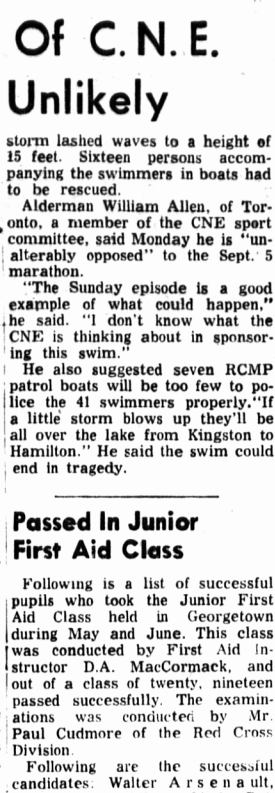 Of C. N. E.
Unlikely
storm lashed waves to a height of
15 feet. Sixteen persons accom-
panying the swimmers in boats had
to be rescued.
Alderman William Allen, of Tor-
onto, a member of the CNE sport
committee, said Monday he is "un-
alterably opposed" to the Sept. 5
marathon.
"The Sunday episode is a good
example of what could happen,"
he said. "I don't know what the
CNE is thinking about in sponsor-
ing this swim."
He also suggested seven RCMP
patrol boats will be too few to po-
lice the 41 swimmers properly."If
a little storm blows up they'll be
all over the lake from Kingston to
Hamilton." He said the swim could
end in tragedy.
Passed In Junior
First Aid Class
Following is a list of successful
pupils who took the Junior First
Aid Class held in Georgetown
during May and June. This class
was conducted by First Aid In-
structor D.A. MacCormack, and
out of a class of twenty, nineteen
passed successfully. The examin-
ations was conducted by Mr.
Paul Cudmore of the Red Cross
Division.
Following are the successful
candidates: Walter Arsenault,